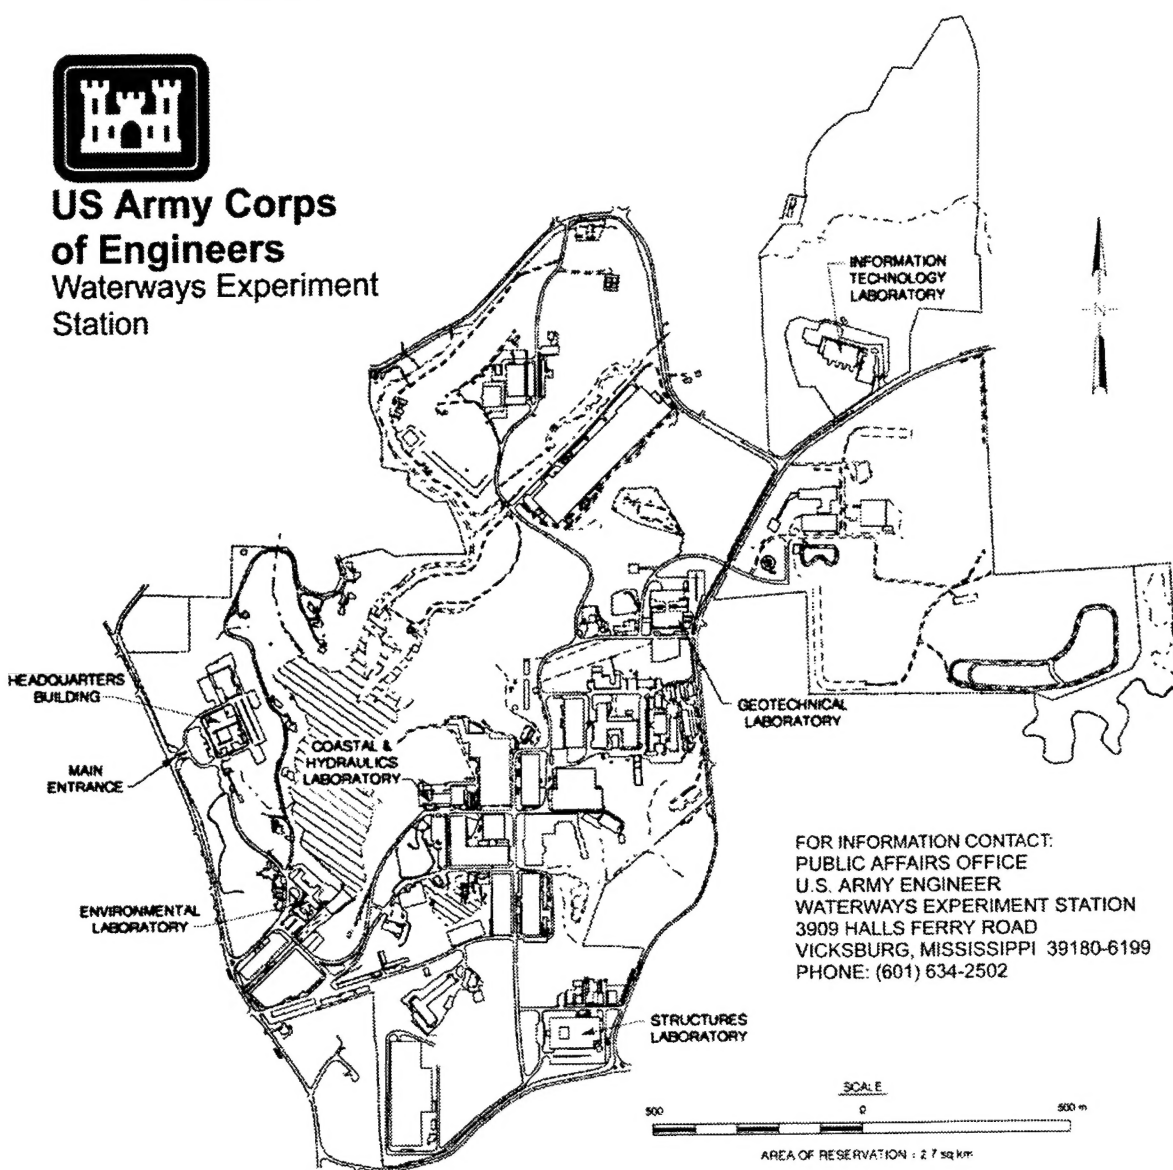 US Army Corps
of Engineers
Waterways Experiment
Station
INFORMATION
TECHNOLOGY
LABORATORY
N
HEADQUARTERS
BUILDING
MAIN
ENTRANCE
COASTAL &
HYDRAULICS
LABORATORY
GEOTECHNICAL
LABORATORY
ENVIRONMENTAL
LABORATORY
STRUCTURES
LABORATORY
FOR INFORMATION CONTACT:
PUBLIC AFFAIRS OFFICE
U.S. ARMY ENGINEER
WATERWAYS EXPERIMENT STATION
3909 HALLS FERRY ROAD
VICKSBURG, MISSISSIPPI 39180-6199
PHONE: (601) 634-2502
SCALE
500 0 500 m
AREA OF RESERVATION : 2.7 sq km